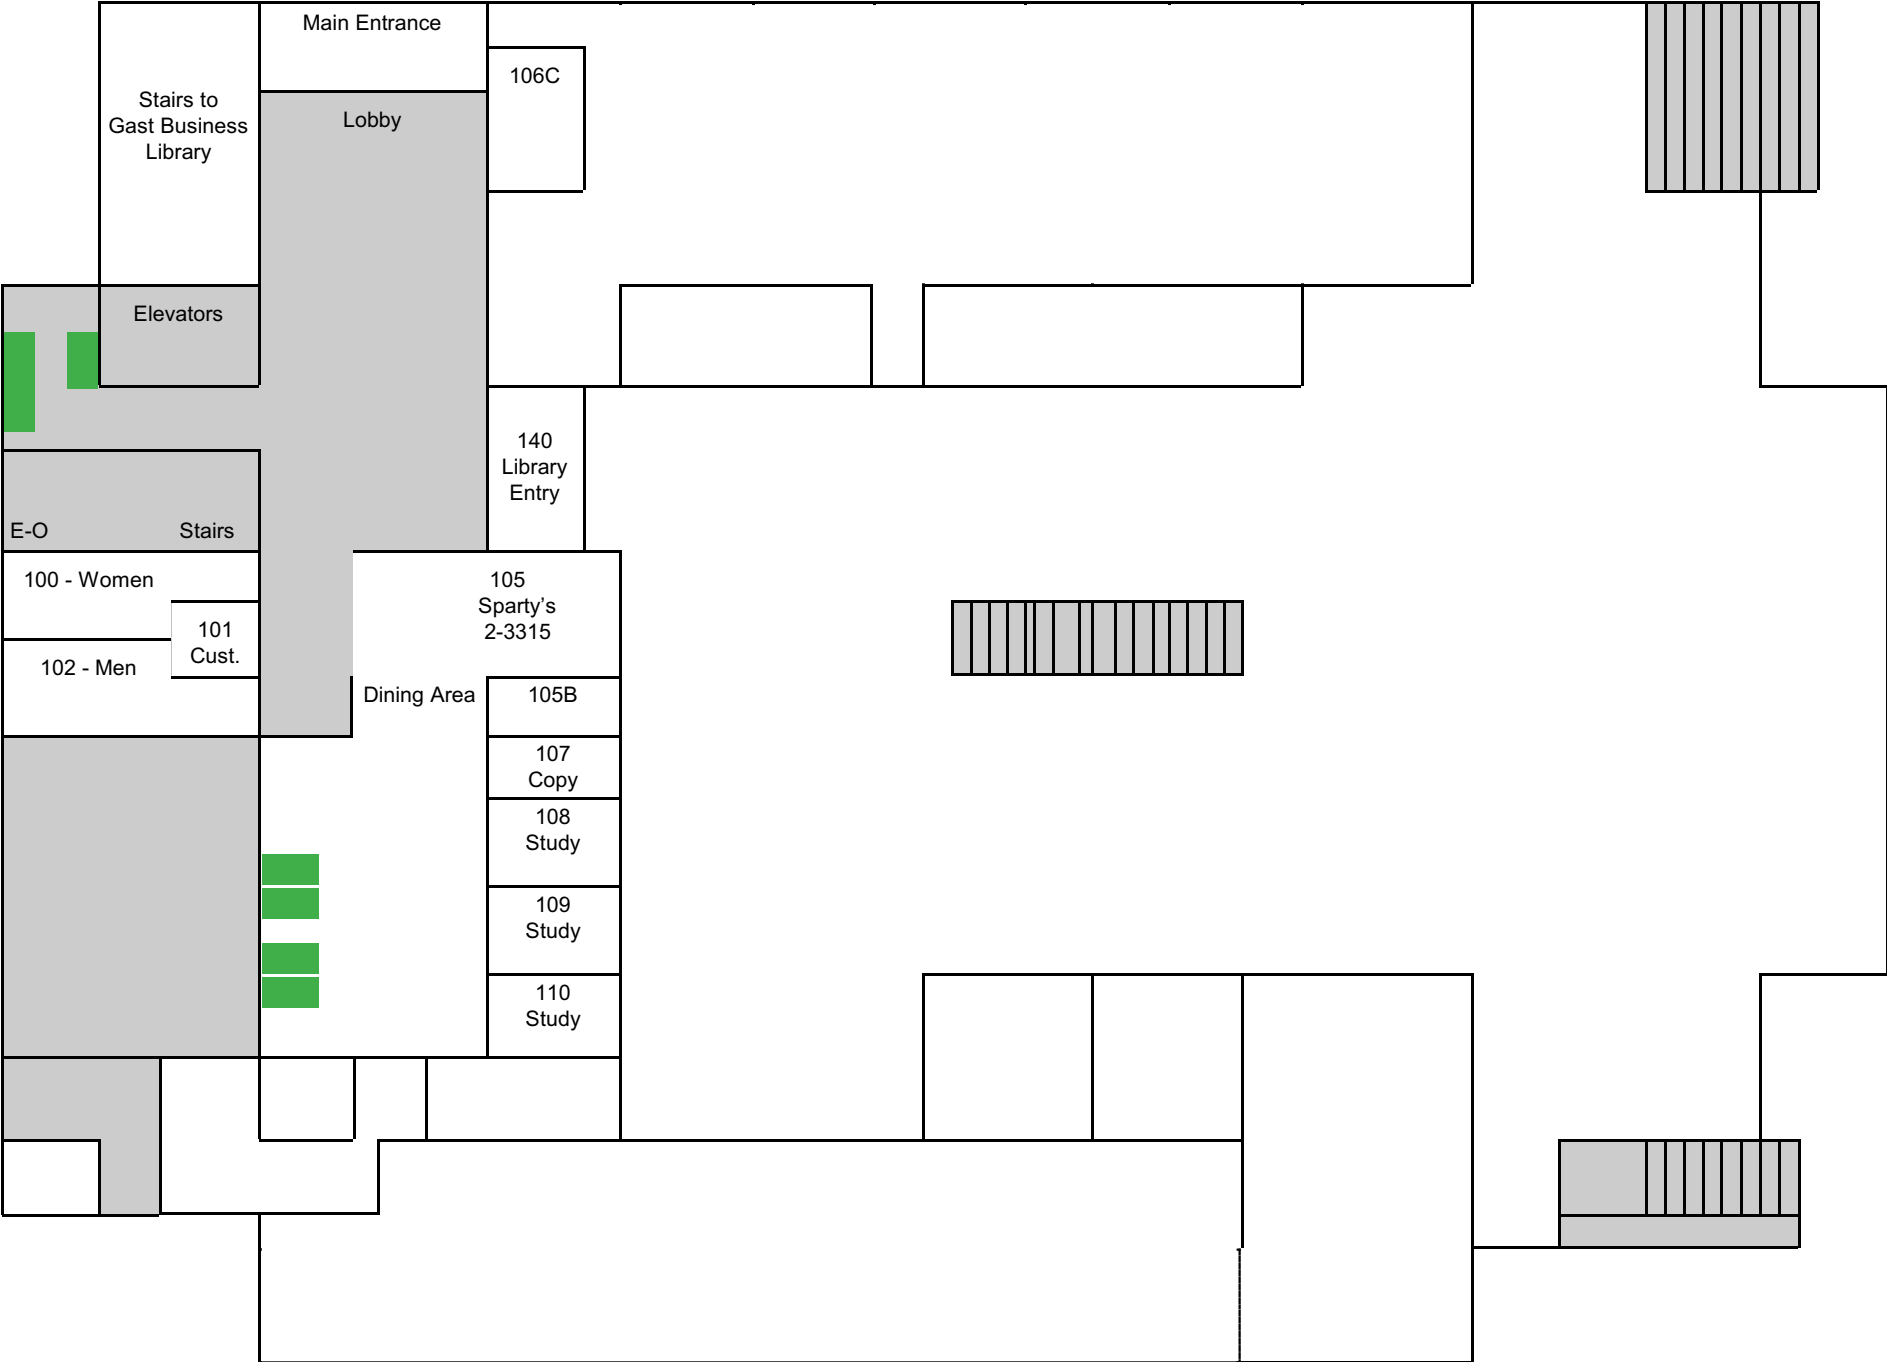 Main Entrance
106C
Stairs to
Gast Business
Library
Lobby
Elevators
140
Library
Entry
E-O
Stairs
100 - Women
101
Cust.
102 - Men
105
Sparty’s
2-3315
Dining Area
105B
107
Copy
108
Study
109
Study
110
Study